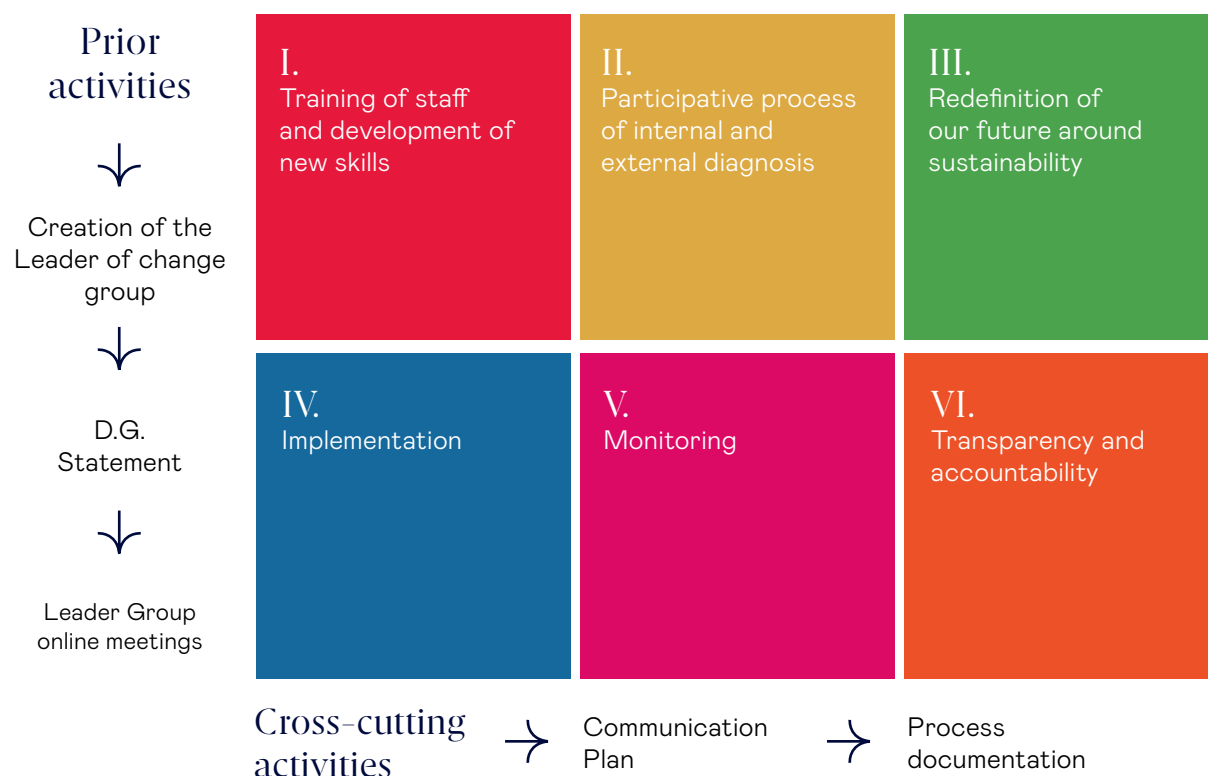 Prior
activities
Creation of the
Leader of change
group
D.G.
Statement
Leader Group
online meetings
I.
Training of staff
and development of
new skills
II.
Participative process
of internal and
external diagnosis
III.
Redefinition of
our future around
sustainability
IV.
Implementation
V.
Monitoring
VI.
Transparency and
accountability
Cross-cutting
activities
Communication
Plan
Process
documentation